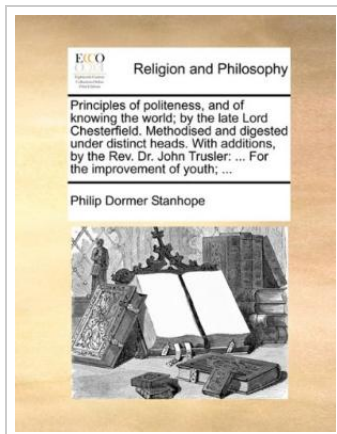 ECCO
Religion and Philosophy
Principles of politeness, and of
knowing the world; by the late Lord
Chesterfield. Methodised and digested
under distinct heads. With additions,
by the Rev. Dr. John Trusler: ... For
the improvement of youth; ...
Philip Dormer Stanhope